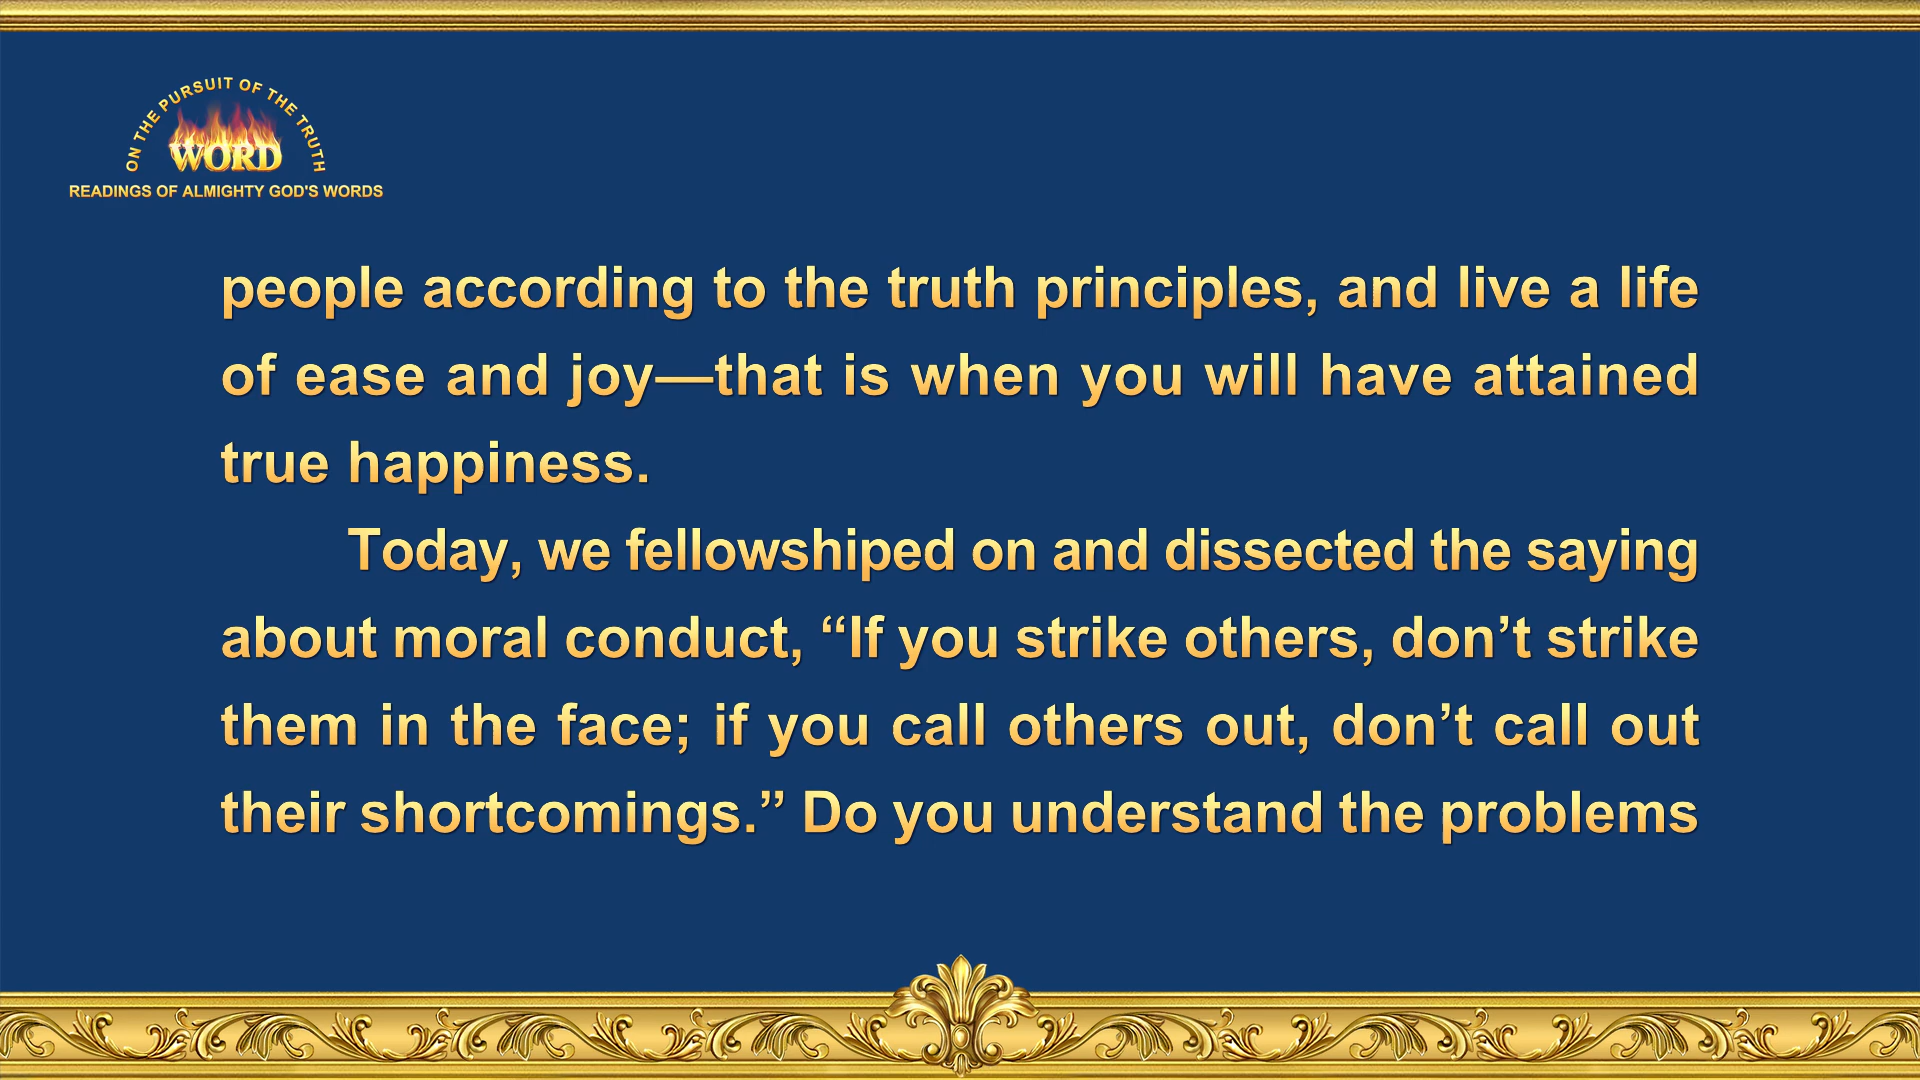 ON THE PURSUIT OF THE TRUTH
WORD
READINGS OF ALMIGHTY GOD'S WORDS
people according to the truth principles, and live a life
of ease and joy—that is when you will have attained
true happiness.
Today, we fellowshiped on and dissected the saying
about moral conduct, “If you strike others, don’t strike
them in the face; if you call others out, don’t call out
their shortcomings.” Do you understand the problems